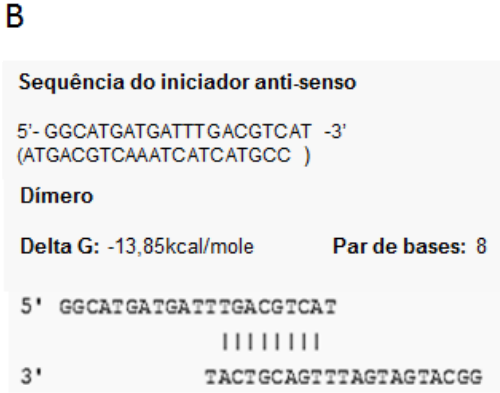 B
Sequência do iniciador anti-senso
5'- GGCATGATGATTTGACGTCAT -3'
(ATGACGTCAAATCATCATGCC )
Dímero
Delta G: -13,85kcal/mole Par de bases: 8
5' GGCATGATGATTTGACGTCAT
||||||||
3' TACTGCAGTTTAGTAGTACGG